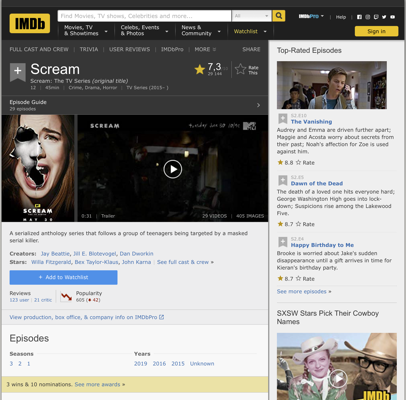 IMDb
Find Movies, TV shows, Celebrities and more...
All
IMDbPro
Help
Movies, TV & Showtimes
Celebs, Events & Photos
News & Community
Watchlist
Sign in
FULL CAST AND CREW | TRIVIA | USER REVIEWS | IMDbPro | MORE
SHARE
Scream
Scream: The TV Series (original title)
12 | 45min | Crime, Drama, Horror | TV Series (2015– )
7,3
Rate This
Episode Guide
29 episodes
SCREAM
SCREAM
MTV
0:31 | Trailer
29 VIDEOS | 405 IMAGES
A serialized anthology series that follows a group of teenagers being targeted by a masked serial killer.
Creators: Jay Beattie, Jill E. Blotevogel, Dan Dworkin
Stars: Willa Fitzgerald, Bex Taylor-Klaus, John Karna | See full cast & crew »
+ Add to Watchlist
Reviews
123 user | 21 critic
Popularity
605 ( 42)
View production, box office, & company info on IMDbPro
Episodes
Seasons
3 2 1
Years
2019 2016 2015 Unknown
3 wins & 10 nominations. See more awards »
Top-Rated Episodes
The Vanishing
Audrey and Emma are driven further apart; Maggie and Acosta worry about secrets from their past; Noah's affection for Zoe is used against him.
8.8 Rate
Dawn of the Dead
The death of a loved one hits everyone hard; George Washington High goes into lock-down; Suspicions rise among the Lakewood Five.
8.7 Rate
Happy Birthday to Me
Brooke is worried about Jake's sudden disappearance until a gift arrives in time for Kieran's birthday party.
8.7 Rate
See more episodes »
SXSW Stars Pick Their Cowboy Names
IMDb